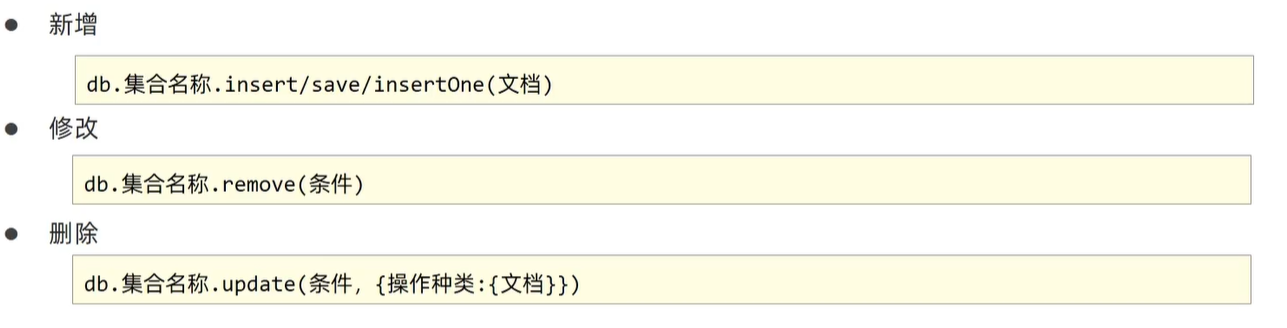 ● 新增
db.集合名称.insert/save/insertOne(文档)
● 修改
db.集合名称.remove(条件)
● 删除
db.集合名称.update(条件, {操作种类:{文档}})